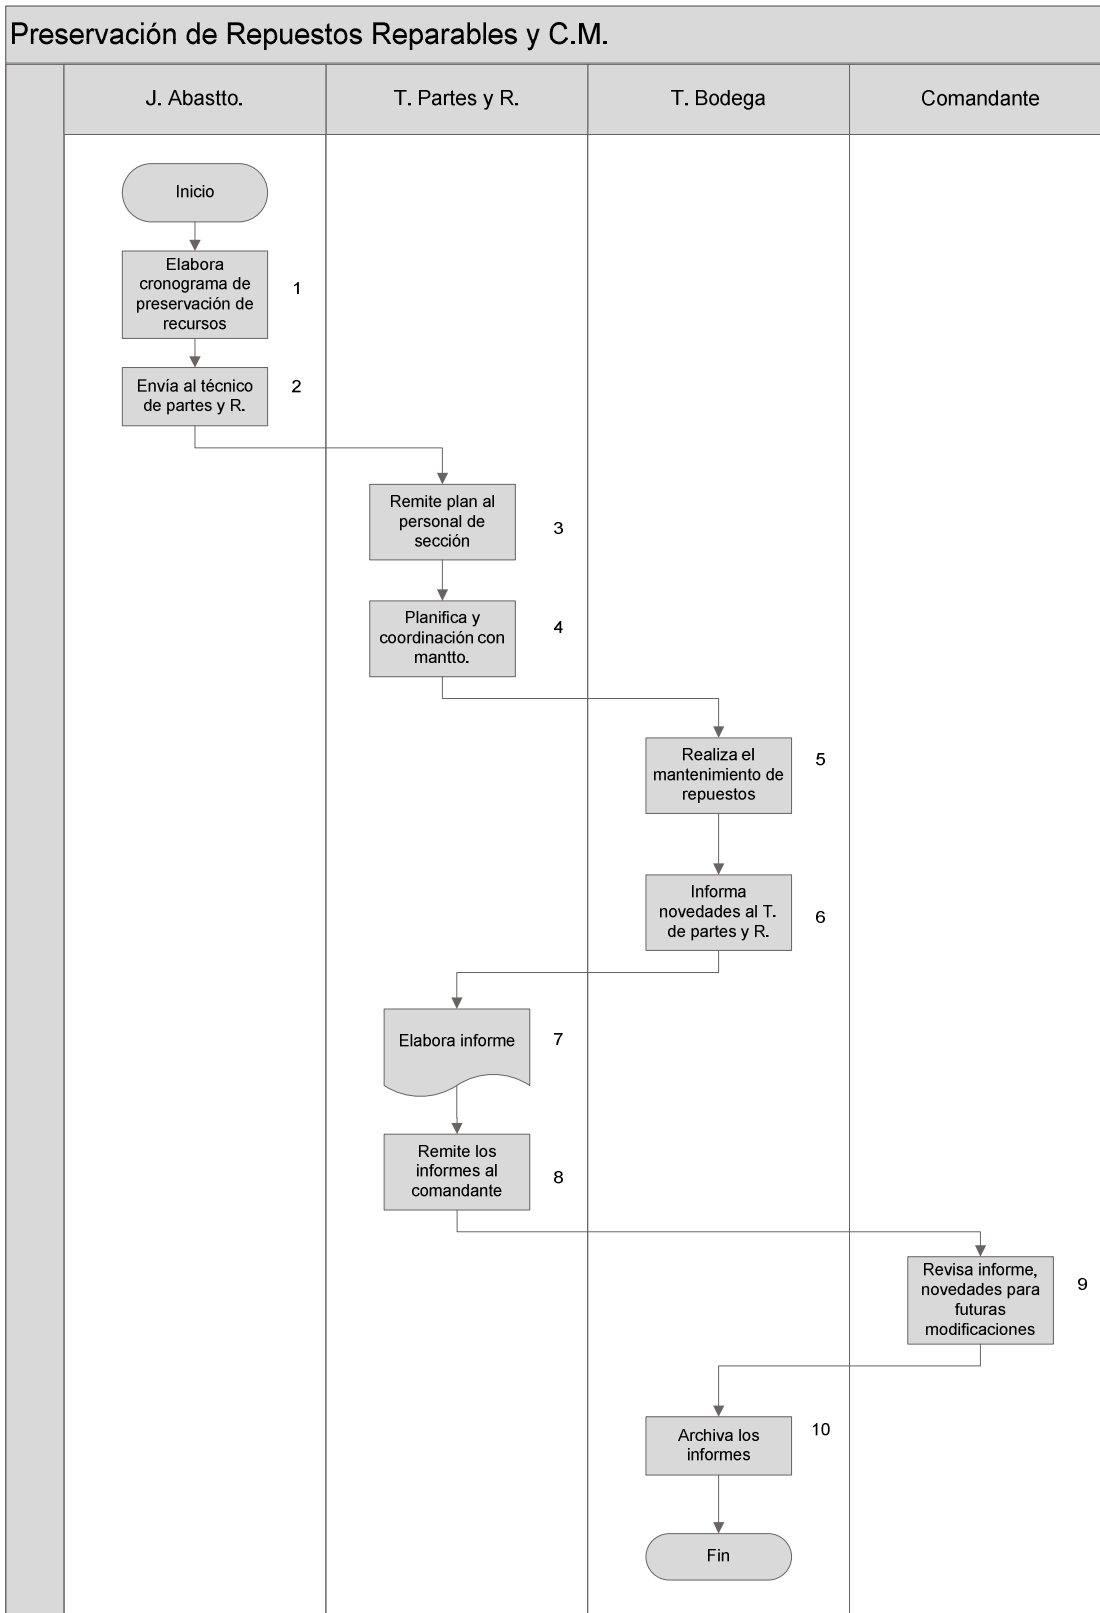 Preservación de Repuestos Reparables y C.M.
J. Abastto.
T. Partes y R.
T. Bodega
Comandante
Inicio
Elabora
cronograma de
preservación de
recursos
1
Envía al técnico
de partes y R.
2
Remite plan al
personal de
sección
3
Planifica y
coordinación con
mantto.
4
Realiza el
mantenimiento de
repuestos
5
Informa
novedades al T.
de partes y R.
6
Elabora informe
7
Remite los
informes al
comandante
8
Revisa informe,
novedades para
futuras
modificaciones
9
Archiva los
informes
10
Fin